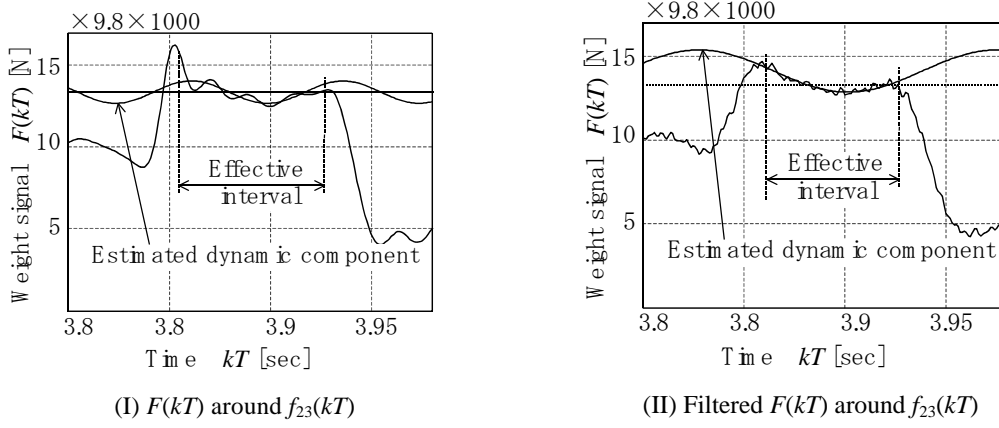 ×9.8×1000
Weight signal F(kT) [N]
15
10
5
Effective
interval
Estimated dynamic component
3.8
3.8
3.9
3.95
Time kT [sec]
(I) F(kT) around f23(kT)
×9.8×1000
Weight signal F(kT) [N]
15
10
5
Effective
interval
Estimated dynamic component
3.8
3.8
3.9
3.95
Time kT [sec]
(II) Filtered F(kT) around f23(kT)